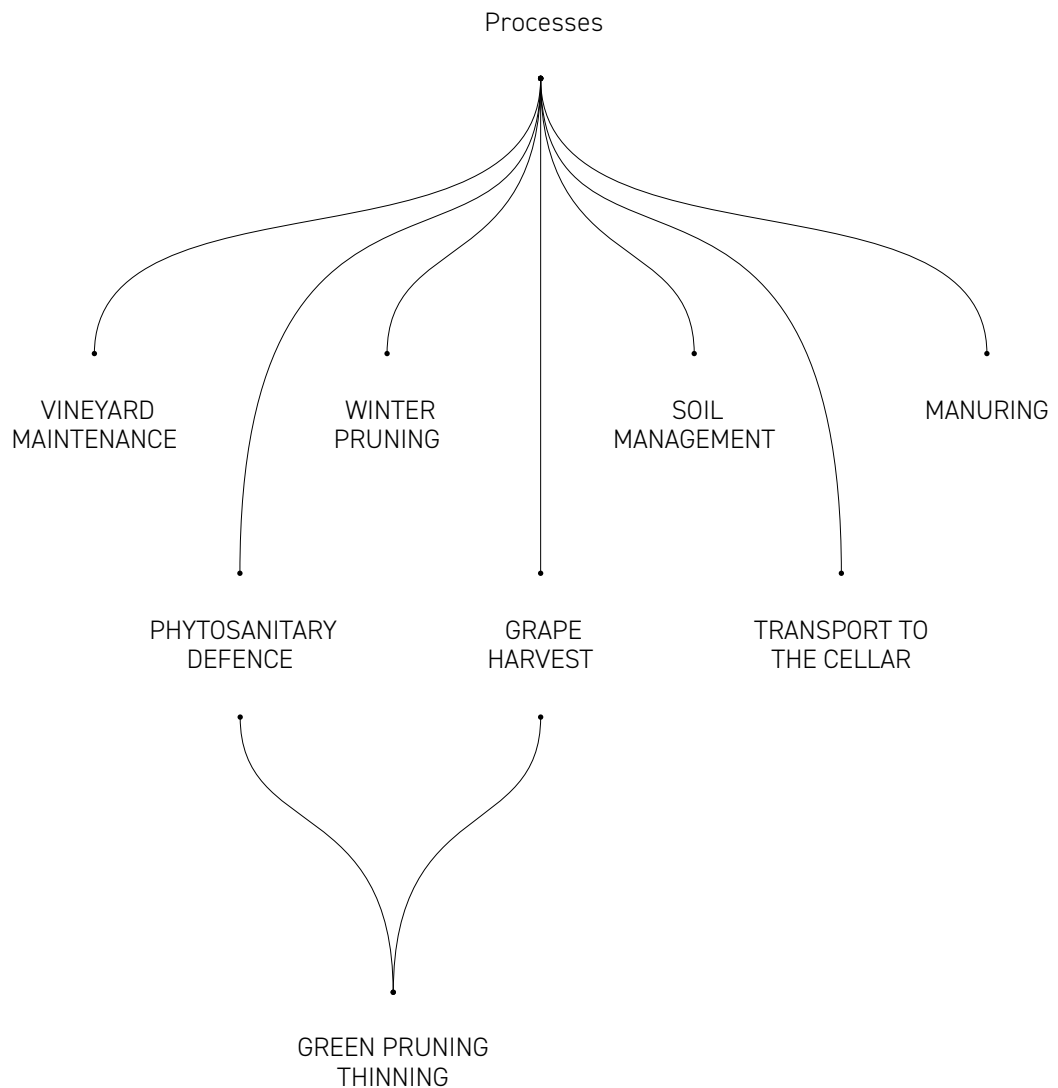 Processes
VINEYARD
MAINTENANCE
WINTER
PRUNING
SOIL
MANAGEMENT
MANURING
PHYTOSANITARY
DEFENCE
GRAPE
HARVEST
TRANSPORT TO
THE CELLAR
GREEN PRUNING
THINNING